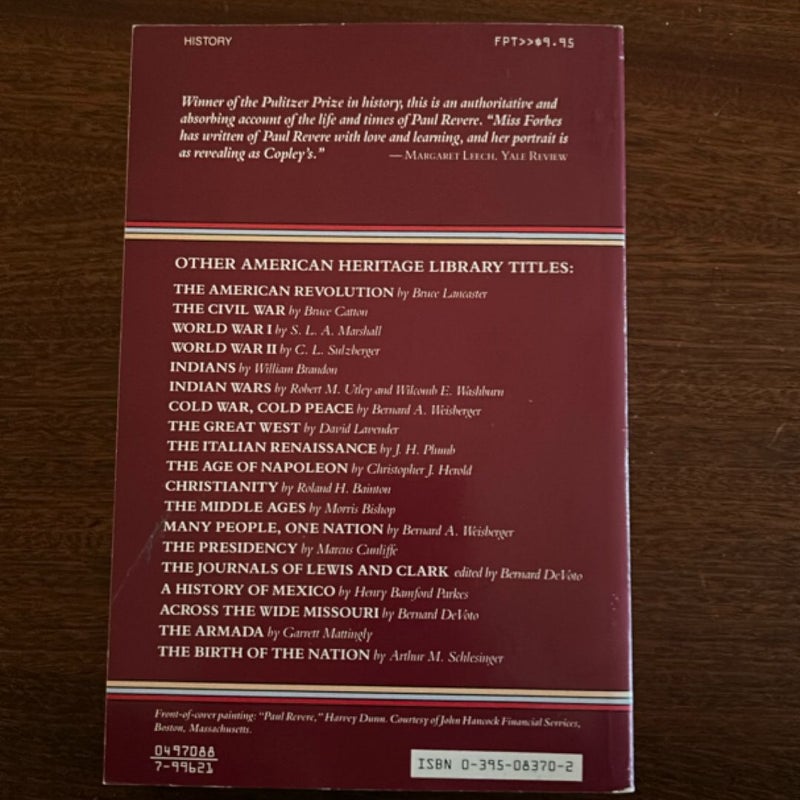 HISTORY
FPT>>$9.95
Winner of the Pulitzer Prize in history, this is an authoritative and
absorbing account of the life and times of Paul Revere. "Miss Forbes
has written of Paul Revere with love and learning, and her portrait is
as revealing as Copley's."
— MARGARET LEECH, YALE REVIEW
OTHER AMERICAN HERITAGE LIBRARY TITLES:
THE AMERICAN REVOLUTION by Bruce Lancaster
THE CIVIL WAR by Bruce Catton
WORLD WAR I by S. L. A. Marshall
WORLD WAR II by C. L. Sulzberger
INDIANS by William Brandon
INDIAN WARS by Robert M. Utley and Wilcomb E. Washburn
COLD WAR, COLD PEACE by Bernard A. Weisberger
THE GREAT WEST by David Lavender
THE ITALIAN RENAISSANCE by J. H. Plumb
THE AGE OF NAPOLEON by Christopher J. Herold
CHRISTIANITY by Roland H. Bainton
THE MIDDLE AGES by Morris Bishop
MANY PEOPLE, ONE NATION by Bernard A. Weisberger
THE PRESIDENCY by Marcus Cunliffe
THE JOURNALS OF LEWIS AND CLARK edited by Bernard DeVoto
A HISTORY OF MEXICO by Henry Bamford Parkes
ACROSS THE WIDE MISSOURI by Bernard DeVoto
THE ARMADA by Garrett Mattingly
THE BIRTH OF THE NATION by Arthur M. Schlesinger
Front-of-cover painting: "Paul Revere," Harvey Dunn. Courtesy of John Hancock Financial Services,
Boston, Massachusetts.
0497088
7-99621
ISBN 0-395-08370-2